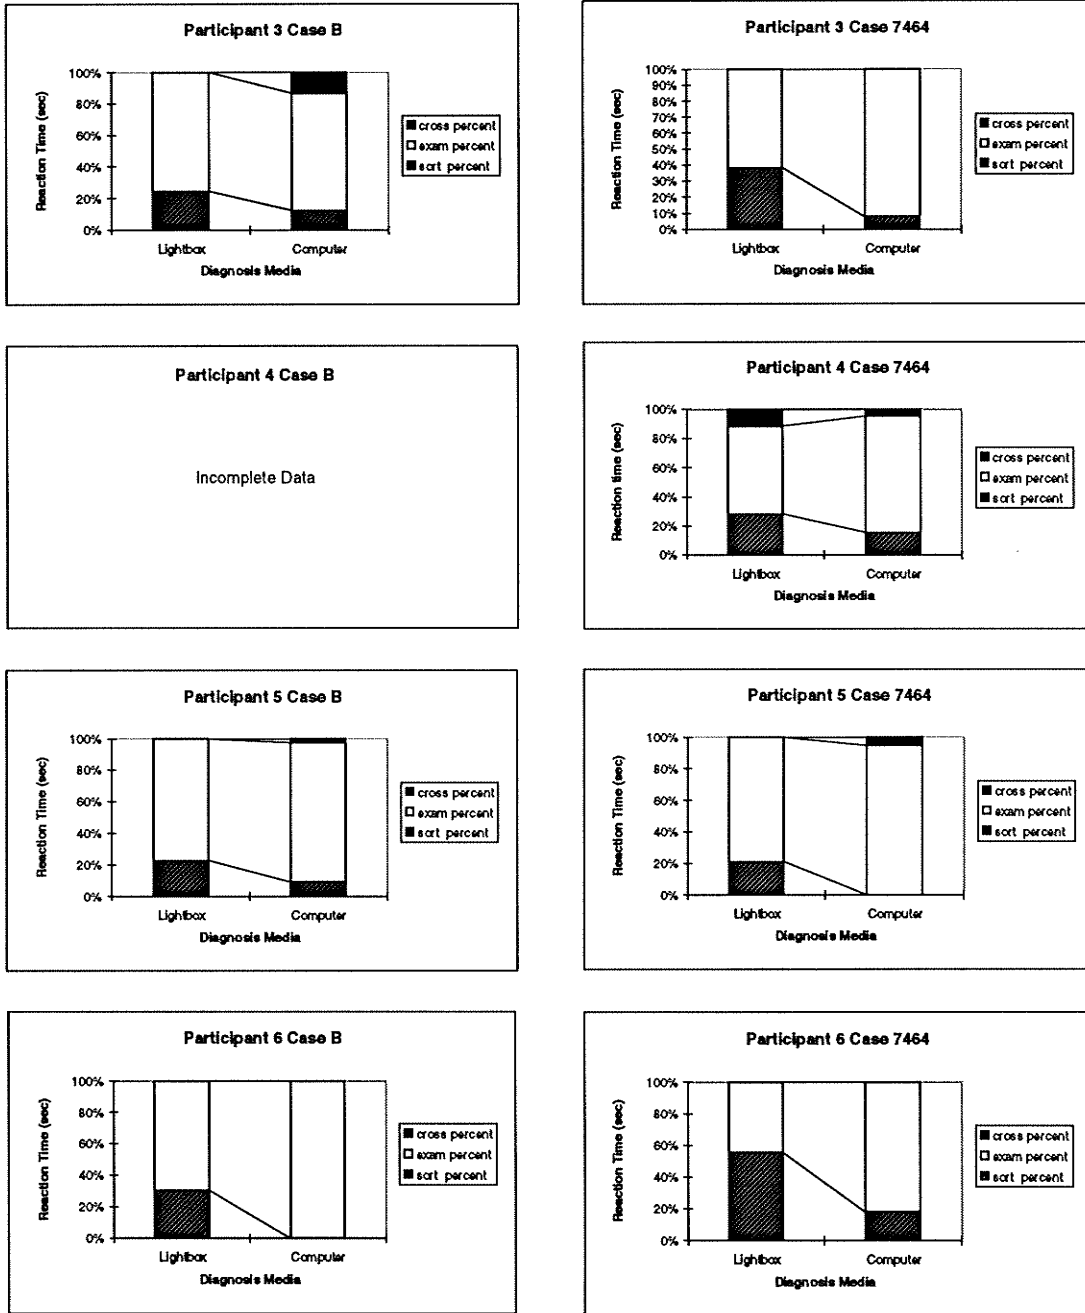 Participant 3 Case B
Reaction Time (sec)
100%
80%
60%
40%
20%
0%
Lightbox Computer
Diagnosis Media
cross percent
exam percent
sort percent
Participant 3 Case 7464
Reaction Time (sec)
100%
90%
80%
70%
60%
50%
40%
30%
20%
10%
0%
Lightbox Computer
Diagnosis Media
cross percent
exam percent
sort percent
Participant 4 Case B
Incomplete Data
Participant 4 Case 7464
Reaction time (sec)
100%
80%
60%
40%
20%
0%
Lightbox Computer
Diagnosis Media
cross percent
exam percent
sort percent
Participant 5 Case B
Reaction Time (sec)
100%
80%
60%
40%
20%
0%
Lightbox Computer
Diagnosis Media
cross percent
exam percent
sort percent
Participant 5 Case 7464
Reaction Time (sec)
100%
80%
60%
40%
20%
0%
Lightbox Computer
Diagnosis Media
cross percent
exam percent
sort percent
Participant 6 Case B
Reaction Time (sec)
100%
80%
60%
40%
20%
0%
Lightbox Computer
Diagnosis Media
cross percent
exam percent
sort percent
Participant 6 Case 7464
Reaction Time (sec)
100%
80%
60%
40%
20%
0%
Lightbox Computer
Diagnosis Media
cross percent
exam percent
sort percent